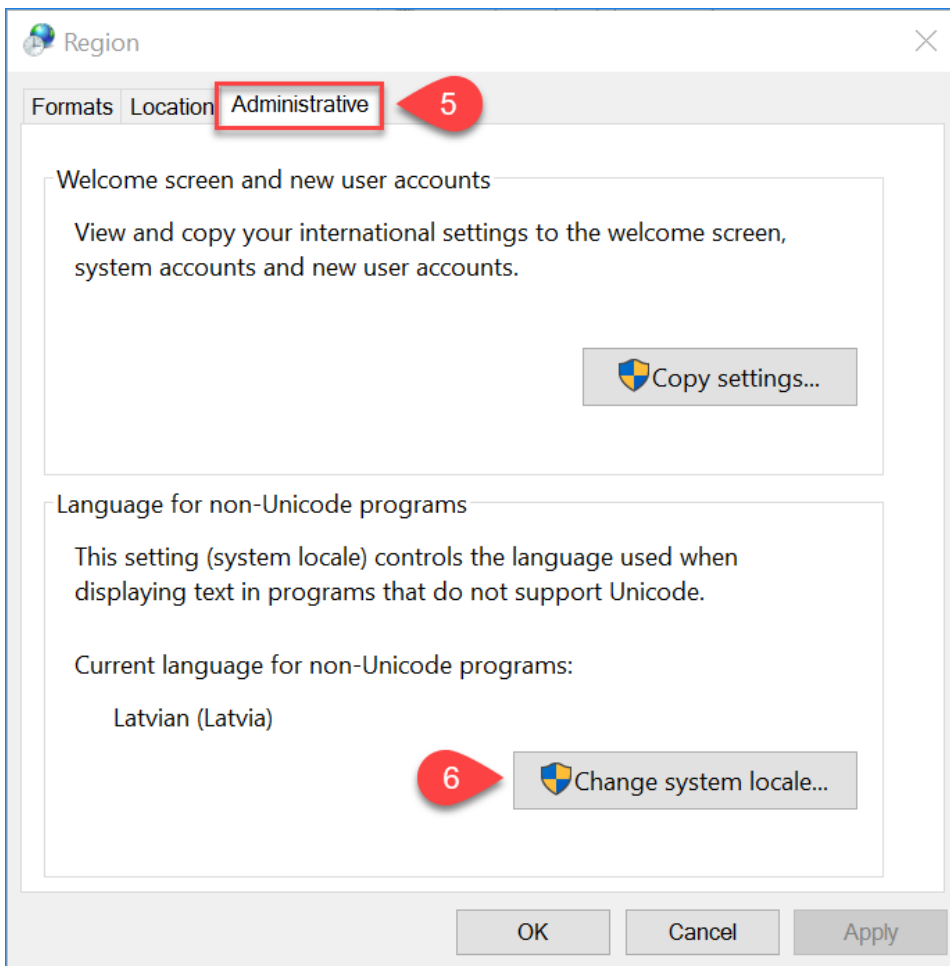 Region
Formats Location Administrative 5
Welcome screen and new user accounts
View and copy your international settings to the welcome screen,
system accounts and new user accounts.
Copy settings...
Language for non-Unicode programs
This setting (system locale) controls the language used when
displaying text in programs that do not support Unicode.
Current language for non-Unicode programs:
Latvian (Latvia)
6 Change system locale...
OK Cancel Apply